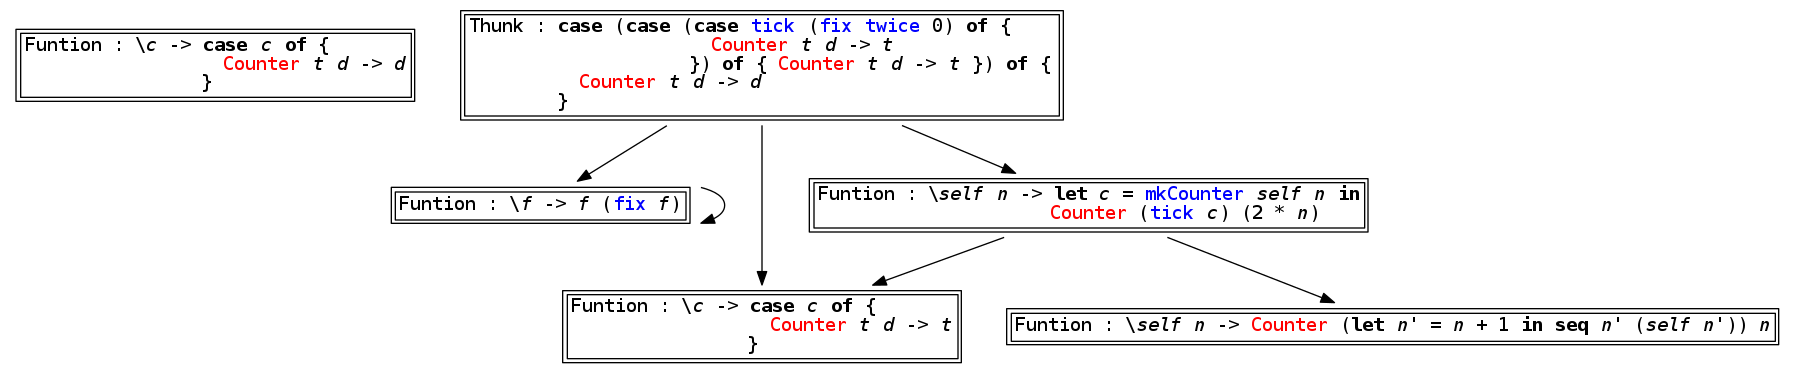 Funtion : \c -> case c of {
Counter t d -> d
}
Thunk : case (case (case tick (fix twice 0) of {
Counter t d -> t
}) of { Counter t d -> t }) of {
Counter t d -> d
}
Funtion : \f -> f (fix f)
Funtion : \self n -> let c = mkCounter self n in
Counter (tick c) (2 * n)
Funtion : \c -> case c of {
Counter t d -> t
}
Funtion : \self n -> Counter (let n' = n + 1 in seq n' (self n')) n